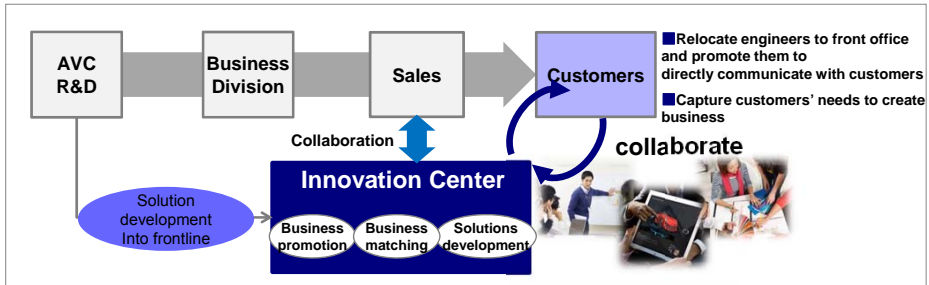 AVC
R&D
Business
Division
Sales
Customers
■Relocate engineers to front office
and promote them to
directly communicate with customers
■Capture customers' needs to create
business
Collaboration
collaborate
Innovation Center
Solution
development
Into frontline
Business
promotion
Business
matching
Solutions
development